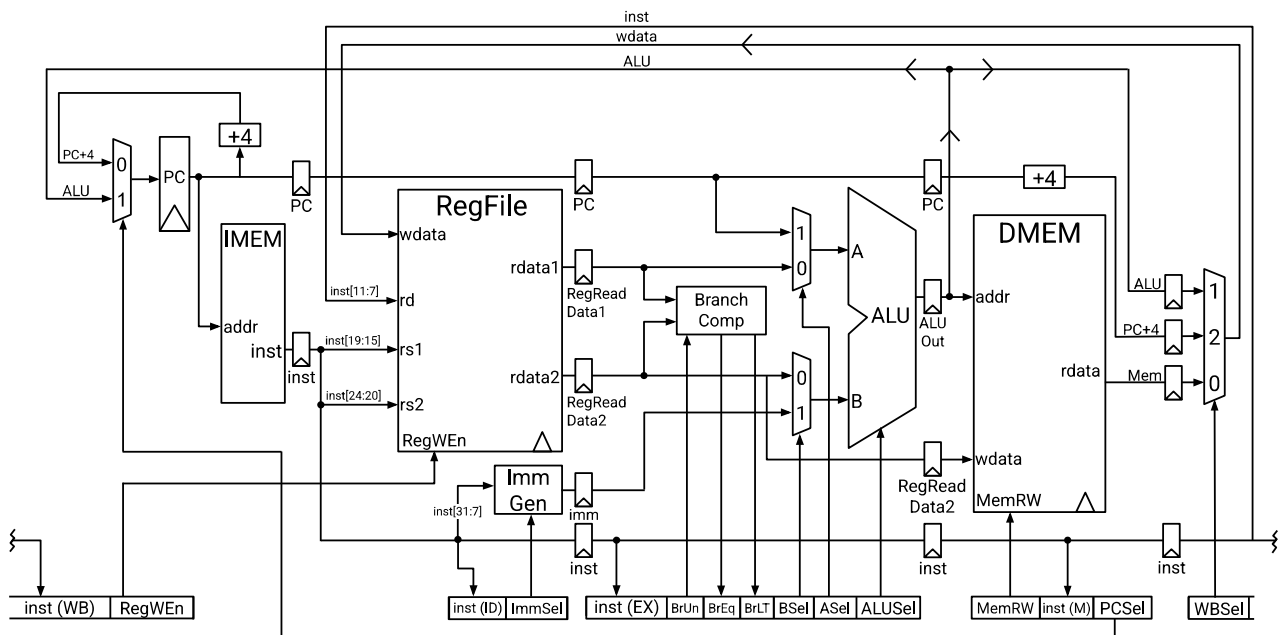 inst
wdata
ALU
+4
PC+4
0
PC
ALU
1
PC
PC
PC
+4
IMEM
addr
inst
inst
RegFile
wdata
rdata1
inst[11:7]
rd
inst[19:15]
rs1
rdata2
inst[24:20]
rs2
RegWEn
RegRead
Data1
RegRead
Data2
Branch
Comp
1
0
0
1
A
ALU
B
ALU
Out
DMEM
addr
rdata
wdata
MemRW
RegRead
Data2
ALU
PC+4
Mem
1
2
0
Imm
Gen
inst[31:7]
imm
inst
inst
inst
inst (WB) RegWEn
inst (ID) ImmSel
inst (EX) BrUn BrEq BrLT BSel ASel ALUSel
MemRW inst (M) PCSel
WBSel